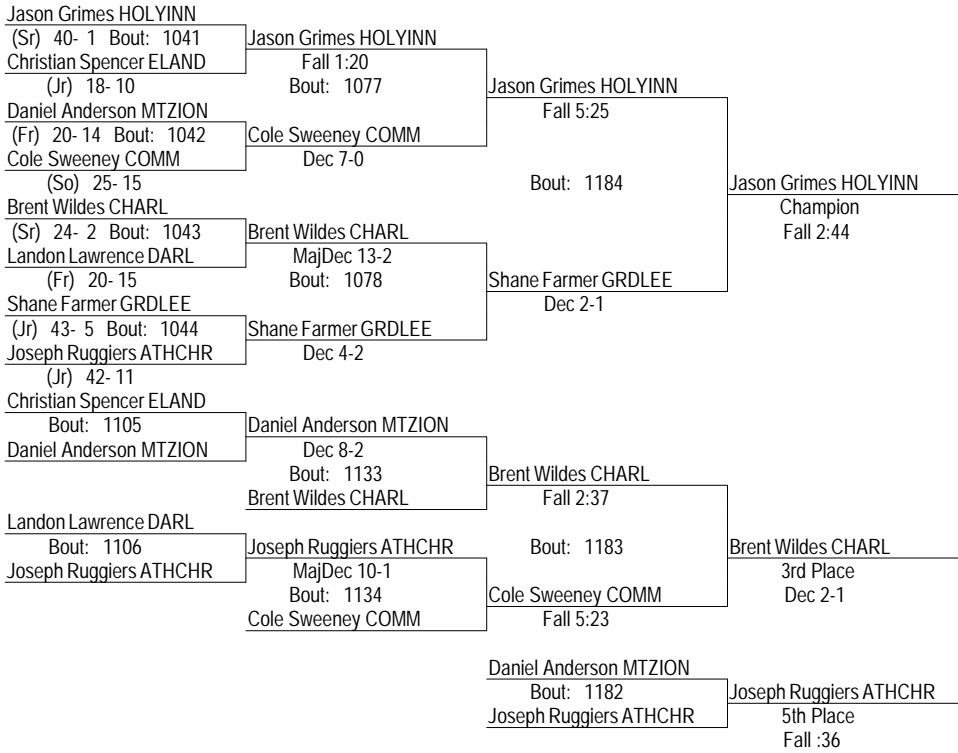 Jason Grimes HOLYINN
(Sr) 40- 1 Bout: 1041 Jason Grimes HOLYINN
Christian Spencer ELAND Fall 1:20
(Jr) 18- 10 Bout: 1077 Jason Grimes HOLYINN
Daniel Anderson MTZION Fall 5:25
(Fr) 20- 14 Bout: 1042 Cole Sweeney COMM
Cole Sweeney COMM Dec 7-0
(So) 25- 15 Bout: 1184 Jason Grimes HOLYINN
Brent Wildes CHARL Champion
(Sr) 24- 2 Bout: 1043 Brent Wildes CHARL Fall 2:44
Landon Lawrence DARL MajDec 13-2
(Fr) 20- 15 Bout: 1078 Shane Farmer GRDLEE
Shane Farmer GRDLEE Dec 2-1
(Jr) 43- 5 Bout: 1044 Shane Farmer GRDLEE
Joseph Ruggiers ATHCHR Dec 4-2
(Jr) 42- 11
Christian Spencer ELAND
Bout: 1105 Daniel Anderson MTZION
Daniel Anderson MTZION Dec 8-2
Bout: 1133 Brent Wildes CHARL
Brent Wildes CHARL Fall 2:37
Landon Lawrence DARL
Bout: 1106 Joseph Ruggiers ATHCHR Bout: 1183 Brent Wildes CHARL
Joseph Ruggiers ATHCHR MajDec 10-1 3rd Place
Bout: 1134 Cole Sweeney COMM Dec 2-1
Cole Sweeney COMM Fall 5:23
Daniel Anderson MTZION
Bout: 1182 Joseph Ruggiers ATHCHR
Joseph Ruggiers ATHCHR 5th Place
Fall :36